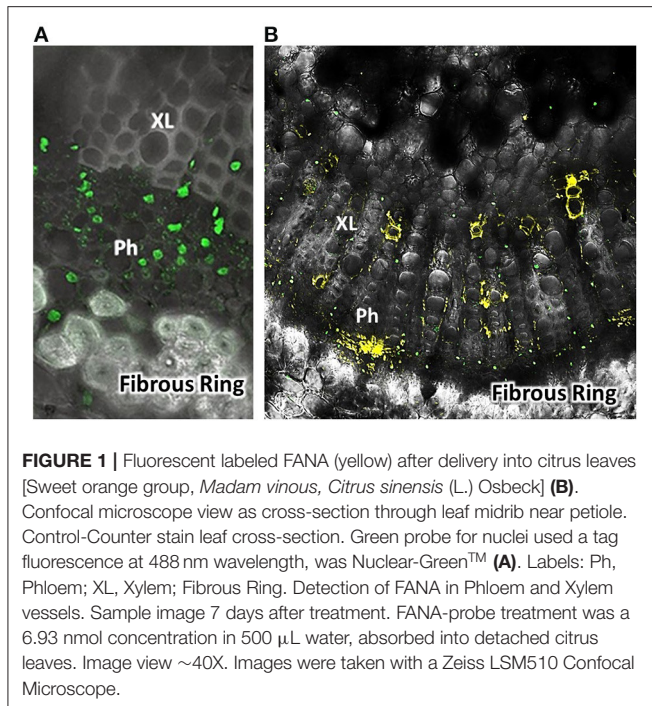 A
B
XL
Ph
Fibrous Ring
XL
Ph
Fibrous Ring
FIGURE 1 | Fluorescent labeled FANA (yellow) after delivery into citrus leaves
[Sweet orange group, Madam vinous, Citrus sinensis (L.) Osbeck] (B).
Confocal microscope view as cross-section through leaf midrib near petiole.
Control-Counter stain leaf cross-section. Green probe for nuclei used a tag
fluorescence at 488 nm wavelength, was Nuclear-Green™ (A). Labels: Ph,
Phloem; XL, Xylem; Fibrous Ring. Detection of FANA in Phloem and Xylem
vessels. Sample image 7 days after treatment. FANA-probe treatment was a
6.93 nmol concentration in 500 μL water, absorbed into detached citrus
leaves. Image view ~40X. Images were taken with a Zeiss LSM510 Confocal
Microscope.